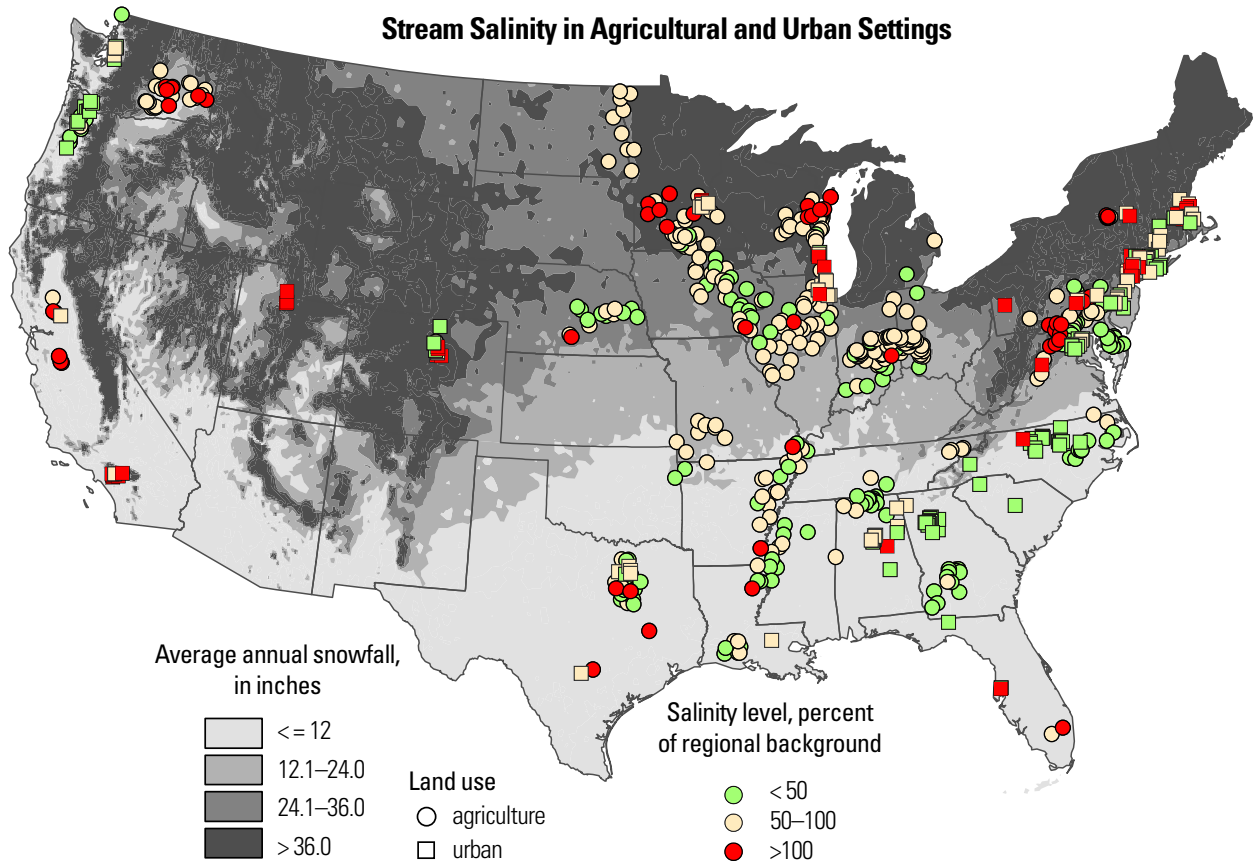 Stream Salinity in Agricultural and Urban Settings
Average annual snowfall,
in inches
< = 12
12.1–24.0
24.1–36.0
> 36.0
Land use
agriculture
urban
Salinity level, percent
of regional background
< 50
50–100
>100